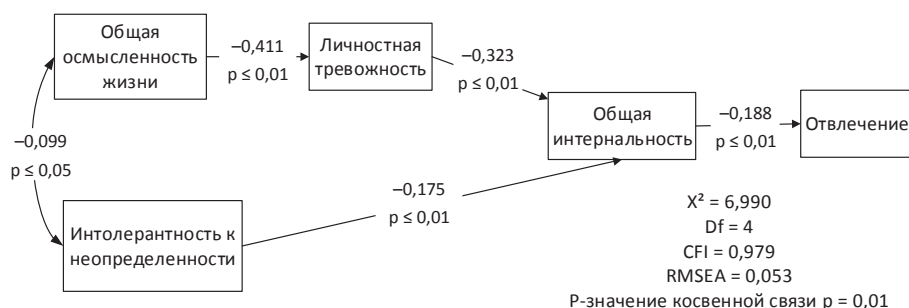 Общая
осмысленность
жизни
–0,411
p ≤ 0,01
Личностная
тревожность
–0,323
p ≤ 0,01
Общая
интернальность
–0,188
p ≤ 0,01
Отвлечение
–0,099
p ≤ 0,05
Интолерантность к
неопределенности
–0,175
p ≤ 0,01
X² = 6,990
Df = 4
CFI = 0,979
RMSEA = 0,053
P-значение косвенной связи p = 0,01